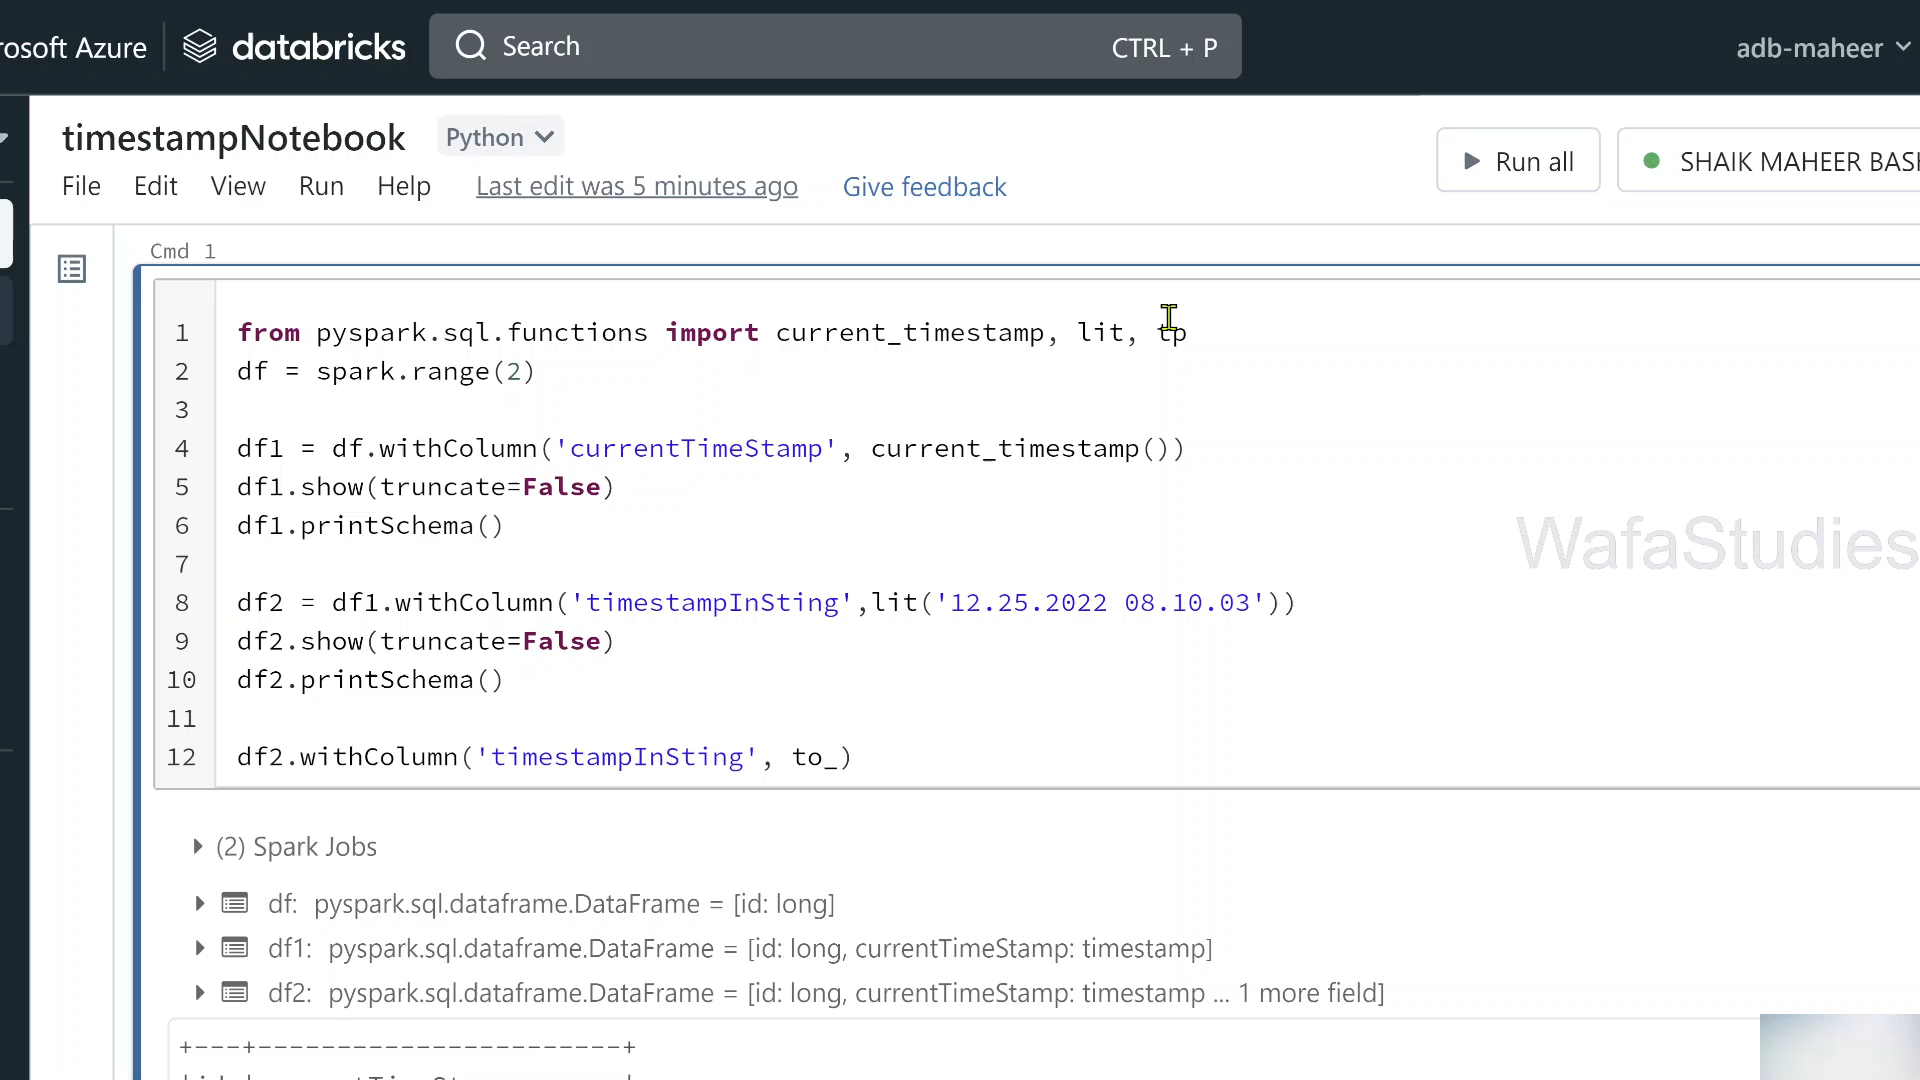 rosoft Azure databricks Search CTRL + P adb-maheer
timestampNotebook Python
Run all SHAIK MAHEER BASH
File Edit View Run Help Last edit was 5 minutes ago Give feedback
Cmd 1
1 from pyspark.sql.functions import current_timestamp, lit, tp
2 df = spark.range(2)
3
4 df1 = df.withColumn('currentTimeStamp', current_timestamp())
5 df1.show(truncate=False)
6 df1.printSchema()
7
WafaStudies
8 df2 = df1.withColumn('timestampInSting',lit('12.25.2022 08.10.03'))
9 df2.show(truncate=False)
10 df2.printSchema()
11
12 df2.withColumn('timestampInSting', to_)
(2) Spark Jobs
df: pyspark.sql.dataframe.DataFrame = [id: long]
df1: pyspark.sql.dataframe.DataFrame = [id: long, currentTimeStamp: timestamp]
df2: pyspark.sql.dataframe.DataFrame = [id: long, currentTimeStamp: timestamp ... 1 more field]
+---+-----------------------+